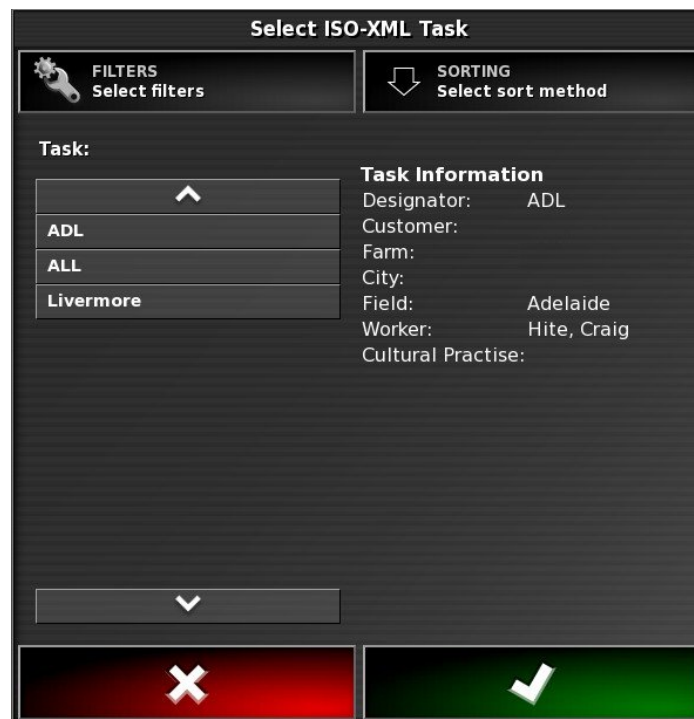 Select ISO-XML Task
FILTERS
Select filters
SORTING
Select sort method
Task:
ADL
ALL
Livermore
Task Information
Designator: ADL
Customer:
Farm:
City:
Field: Adelaide
Worker: Hite, Craig
Cultural Practise: